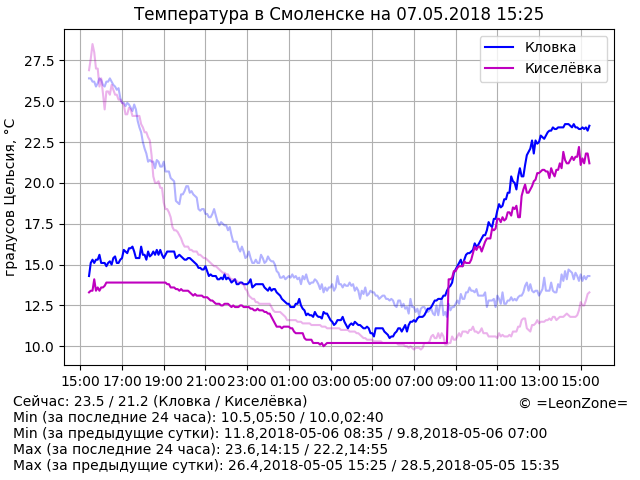 Температура в Смоленске на 07.05.2018 15:25
Кловка
Киселёвка
градусов Цельсия, °C
27.5
25.0
22.5
20.0
17.5
15.0
12.5
10.0
15:00 17:00 19:00 21:00 23:00 01:00 03:00 05:00 07:00 09:00 11:00 13:00 15:00
Сейчас: 23.5 / 21.2 (Кловка / Киселёвка)
© =LeonZone=
Min (за последние 24 часа): 10.5,05:50 / 10.0,02:40
Min (за предыдущие сутки): 11.8,2018-05-06 08:35 / 9.8,2018-05-06 07:00
Max (за последние 24 часа): 23.6,14:15 / 22.2,14:55
Max (за предыдущие сутки): 26.4,2018-05-05 15:25 / 28.5,2018-05-05 15:35